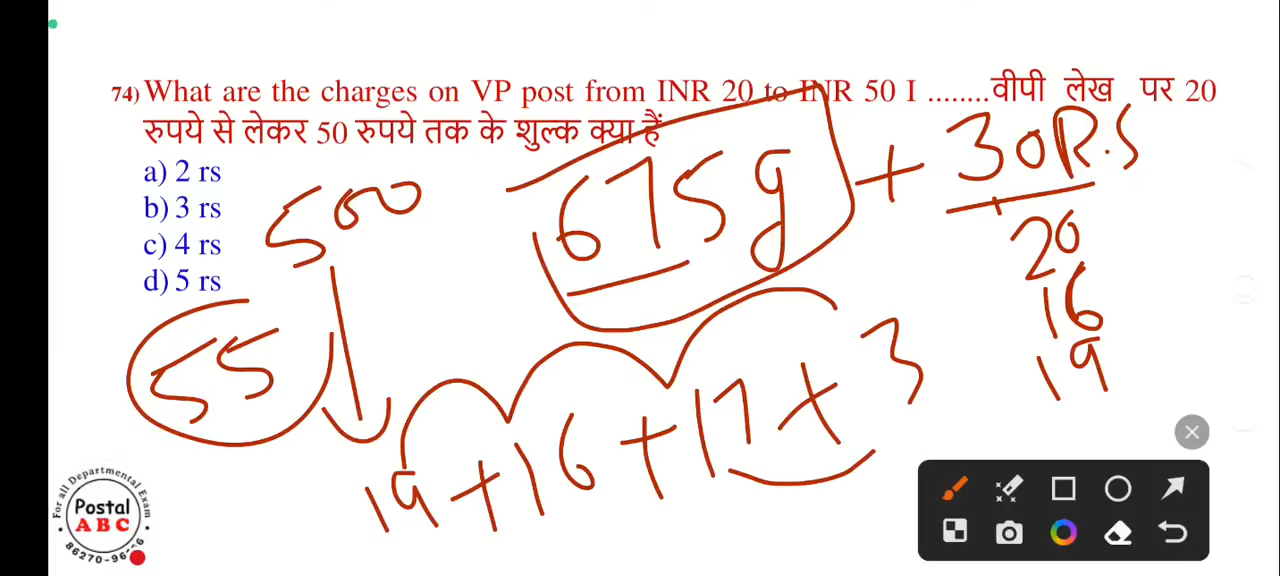 74) What are the charges on VP post from INR 20 to INR 50 I ........वीपी लेख पर 20
रुपये से लेकर 50 रुपये तक के शुल्क क्या हैं
a) 2 rs
b) 3 rs
c) 4 rs
d) 5 rs
500
675g + 30R.S
20
16
19
55
19+16+17+3
For all Departmental Exam
Postal
ABC